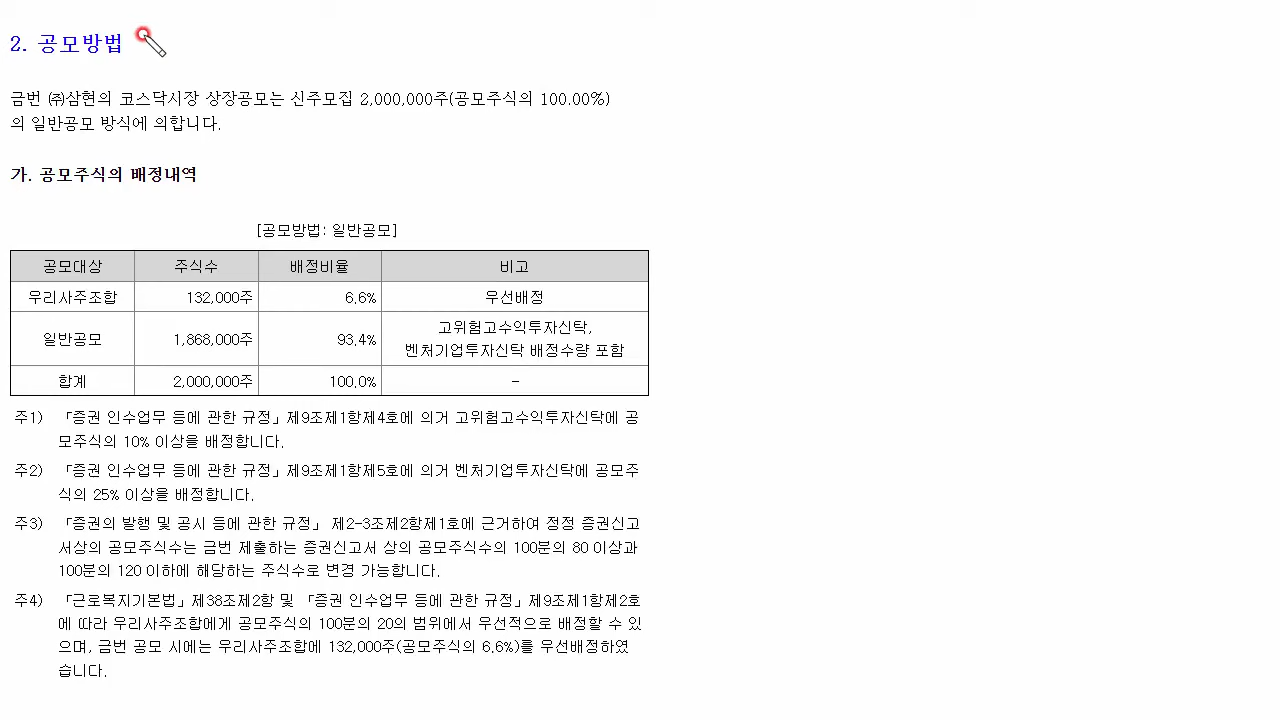 2. 공모방법
금번 ㈜삼현의 코스닥시장 상장공모는 신주모집 2,000,000주(공모주식의 100.00%)
의 일반공모 방식에 의합니다.
가. 공모주식의 배정내역
[공모방법: 일반공모]
공모대상 주식수 배정비율 비고
우리사주조합 132,000주 6.6% 우선배정
일반공모 1,868,000주 93.4% 고위험고수익투자신탁,
벤처기업투자신탁 배정수량 포함
합계 2,000,000주 100.0% -
주1) 「증권 인수업무 등에 관한 규정」제9조제1항제4호에 의거 고위험고수익투자신탁에 공
모주식의 10% 이상을 배정합니다.
주2) 「증권 인수업무 등에 관한 규정」제9조제1항제5호에 의거 벤처기업투자신탁에 공모주
식의 25% 이상을 배정합니다.
주3) 「증권의 발행 및 공시 등에 관한 규정」 제2-3조제2항제1호에 근거하여 정정 증권신고
서상의 공모주식수는 금번 제출하는 증권신고서 상의 공모주식수의 100분의 80 이상과
100분의 120 이하에 해당하는 주식수로 변경 가능합니다.
주4) 「근로복지기본법」제38조제2항 및 「증권 인수업무 등에 관한 규정」제9조제1항제2호
에 따라 우리사주조합에게 공모주식의 100분의 20의 범위에서 우선적으로 배정할 수 있
으며, 금번 공모 시에는 우리사주조합에 132,000주(공모주식의 6.6%)를 우선배정하였
습니다.